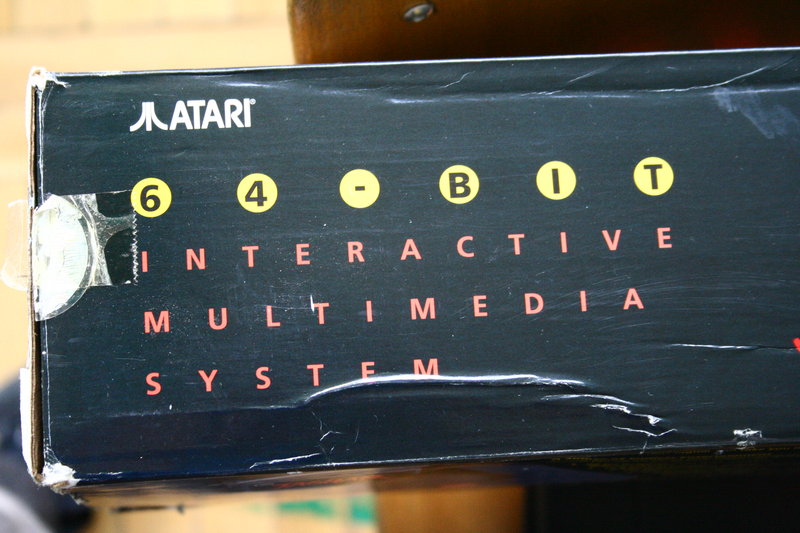 ATARI
64-BIT
INTERACTIVE
MULTIMEDIA
SYSTEM